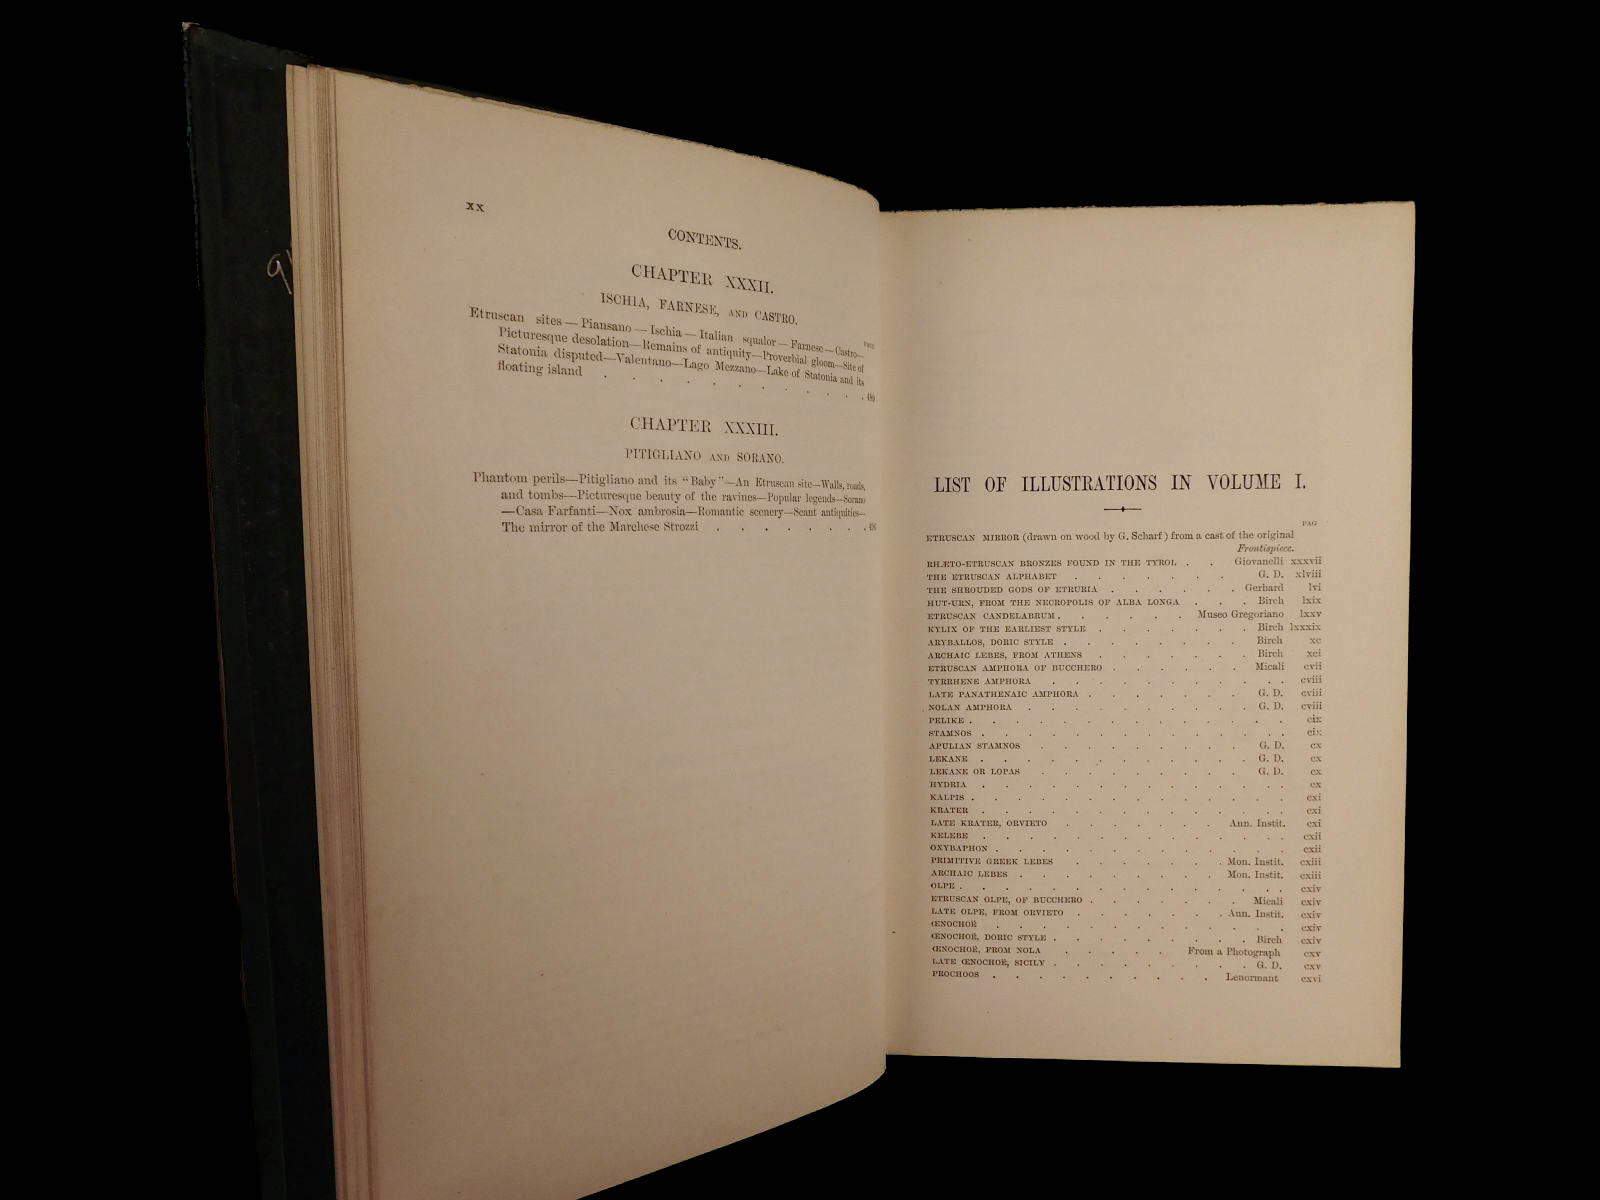 xx
CONTENTS.
CHAPTER XXXII.
ISCHIA, FARNESE, AND CASTRO.
PAGE
Etruscan sites—Piansano—Ischia—Italian squalor—Farnese—Castro—
Picturesque desolation—Remains of antiquity—Proverbial gloom—Site of
Statonia disputed—Valentano—Lago Mezzano—Lake of Statonia and its
floating island . . . . . . . . . . . 489
CHAPTER XXXIII.
PITIGLIANO AND SORANO.
Phantom perils—Pitigliano and its "Baby"—An Etruscan site—Walls, roads,
and tombs—Picturesque beauty of the ravines—Popular legends—Sorano
—Casa Farfanti—Nox ambrosia—Romantic scenery—Scant antiquities—
The mirror of the Marchese Strozzi . . . . . . . .
LIST OF ILLUSTRATIONS IN VOLUME I.
PAG
ETRUSCAN MIRROR (drawn on wood by G. Scharf) from a cast of the original
Frontispiece.
RHÆTO-ETRUSCAN BRONZES FOUND IN THE TYROL . . Giovanelli xxxvii
THE ETRUSCAN ALPHABET . . . . . . . G. D. xlviii
THE SHROUDED GODS OF ETRURIA . . . . . . Gerhard lvi
HUT-URN, FROM THE NECROPOLIS OF ALBA LONGA . . . Birch lxix
ETRUSCAN CANDELABRUM . . . . . . Museo Gregoriano lxxv
KYLIX OF THE EARLIEST STYLE . . . . . . . Birch lxxxix
ARYBALLOS, DORIC STYLE . . . . . . . . Birch xc
ARCHAIC LEBES, FROM ATHENS . . . . . . . Birch xci
ETRUSCAN AMPHORA OF BUCCHERO . . . . . . Micali cvii
TYRRHENE AMPHORA . . . . . . . . . . . cviii
LATE PANATHENAIC AMPHORA . . . . . . . G. D. cviii
NOLAN AMPHORA . . . . . . . . . . G. D. cviii
PELIKE . . . . . . . . . . . . . . cix
STAMNOS . . . . . . . . . . . . . . cix
APULIAN STAMNOS . . . . . . . . . G. D. cx
LEKANE . . . . . . . . . . . . G. D. cx
LEKANE OR LOPAS . . . . . . . . . G. D. cx
HYDRIA . . . . . . . . . . . . . . cx
KALPIS . . . . . . . . . . . . . . cxi
KRATER . . . . . . . . . . . . . . cxi
LATE KRATER, ORVIETO . . . . . . Ann. Instit. cxi
KELEBE . . . . . . . . . . . . . . cxii
OXYBAPHON . . . . . . . . . . . . . cxii
PRIMITIVE GREEK LEBES . . . . . . . Mon. Instit. cxiii
ARCHAIC LEBES . . . . . . . . . Mon. Instit. cxiii
OLPE . . . . . . . . . . . . . . . cxiv
ETRUSCAN OLPE, OF BUCCHERO . . . . . . . Micali cxiv
LATE OLPE, FROM ORVIETO . . . . . . . Ann. Instit. cxiv
ŒNOCHOË . . . . . . . . . . . . . cxiv
ŒNOCHOË, DORIC STYLE . . . . . . . . . Birch cxiv
ŒNOCHOË, FROM NOLA . . . . . From a Photograph cxv
LATE ŒNOCHOË, SICILY . . . . . . . . . G. D. cxv
PROCHOOS . . . . . . . . . . Lenormant cxvi